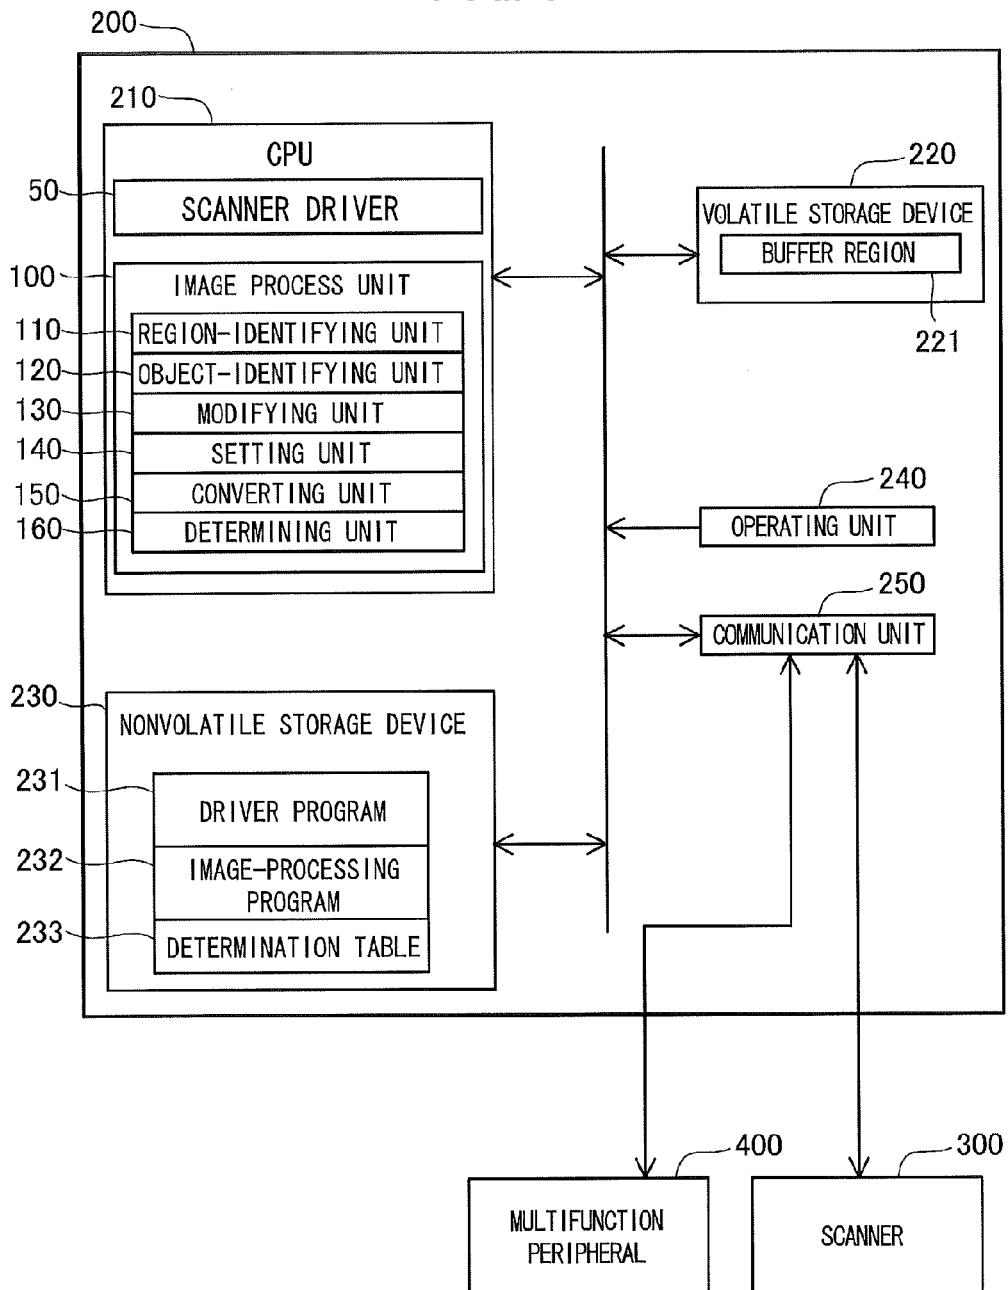 200
210
CPU
50
SCANNER DRIVER
100
IMAGE PROCESS UNIT
110
REGION-IDENTIFYING UNIT
120
OBJECT-IDENTIFYING UNIT
130
MODIFYING UNIT
140
SETTING UNIT
150
CONVERTING UNIT
160
DETERMINING UNIT
220
VOLATILE STORAGE DEVICE
BUFFER REGION
221
240
OPERATING UNIT
250
COMMUNICATION UNIT
230
NONVOLATILE STORAGE DEVICE
231
DRIVER PROGRAM
232
IMAGE-PROCESSING
PROGRAM
233
DETERMINATION TABLE
400
MULTIFUNCTION
PERIPHERAL
300
SCANNER